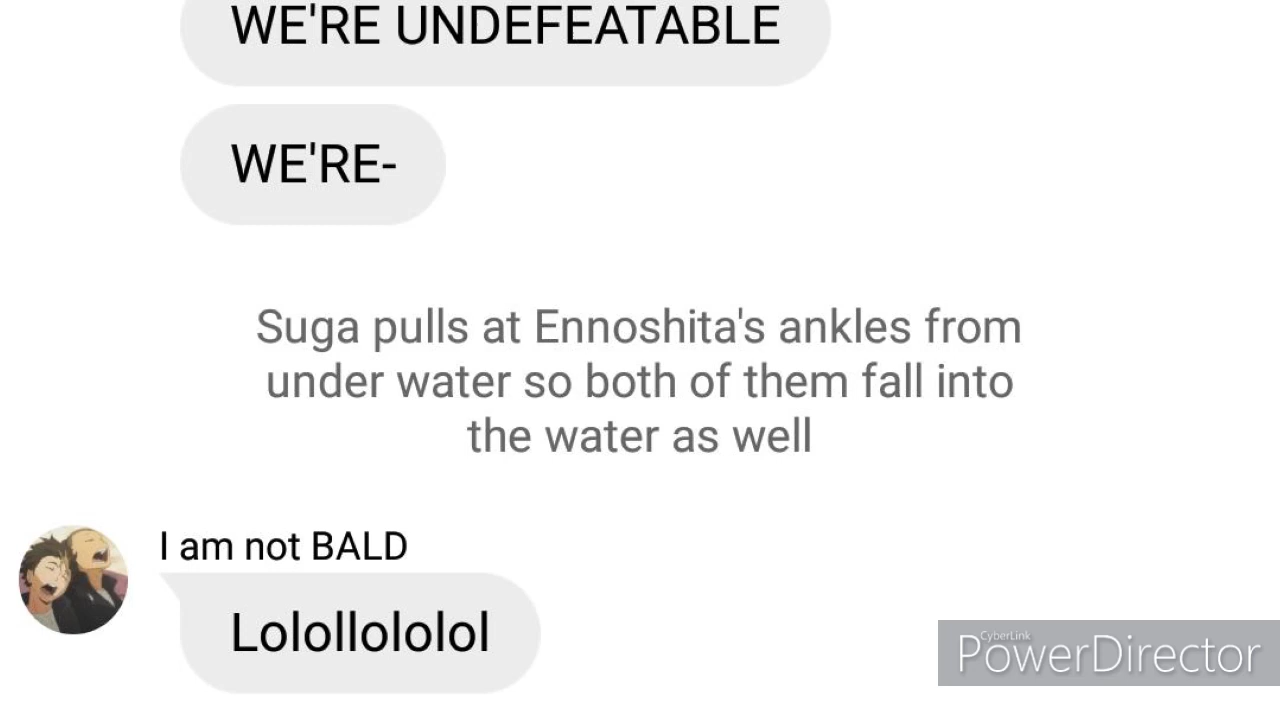 WE'RE UNDEFEATABLE
WE'RE-
Suga pulls at Ennoshita's ankles from
under water so both of them fall into
the water as well
I am not BALD
Lolollololol
CyberLink
PowerDirector